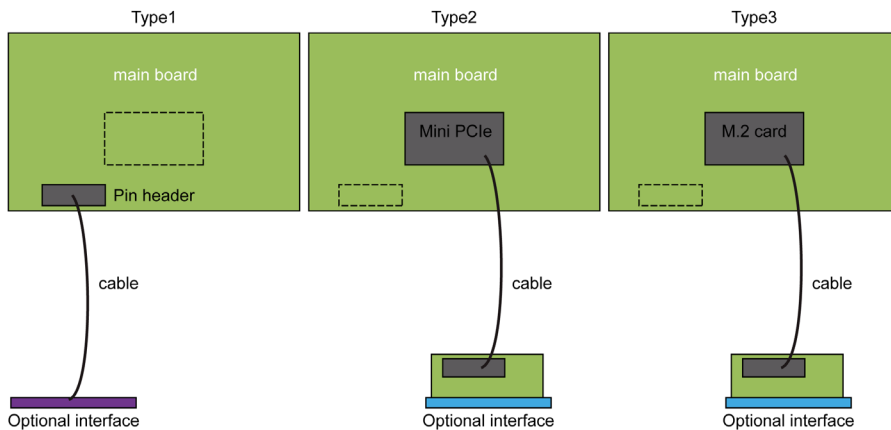 Type1
Type2
Type3
main board
main board
main board
Mini PCIe
M.2 card
Pin header
cable
cable
cable
Optional interface
Optional interface
Optional interface